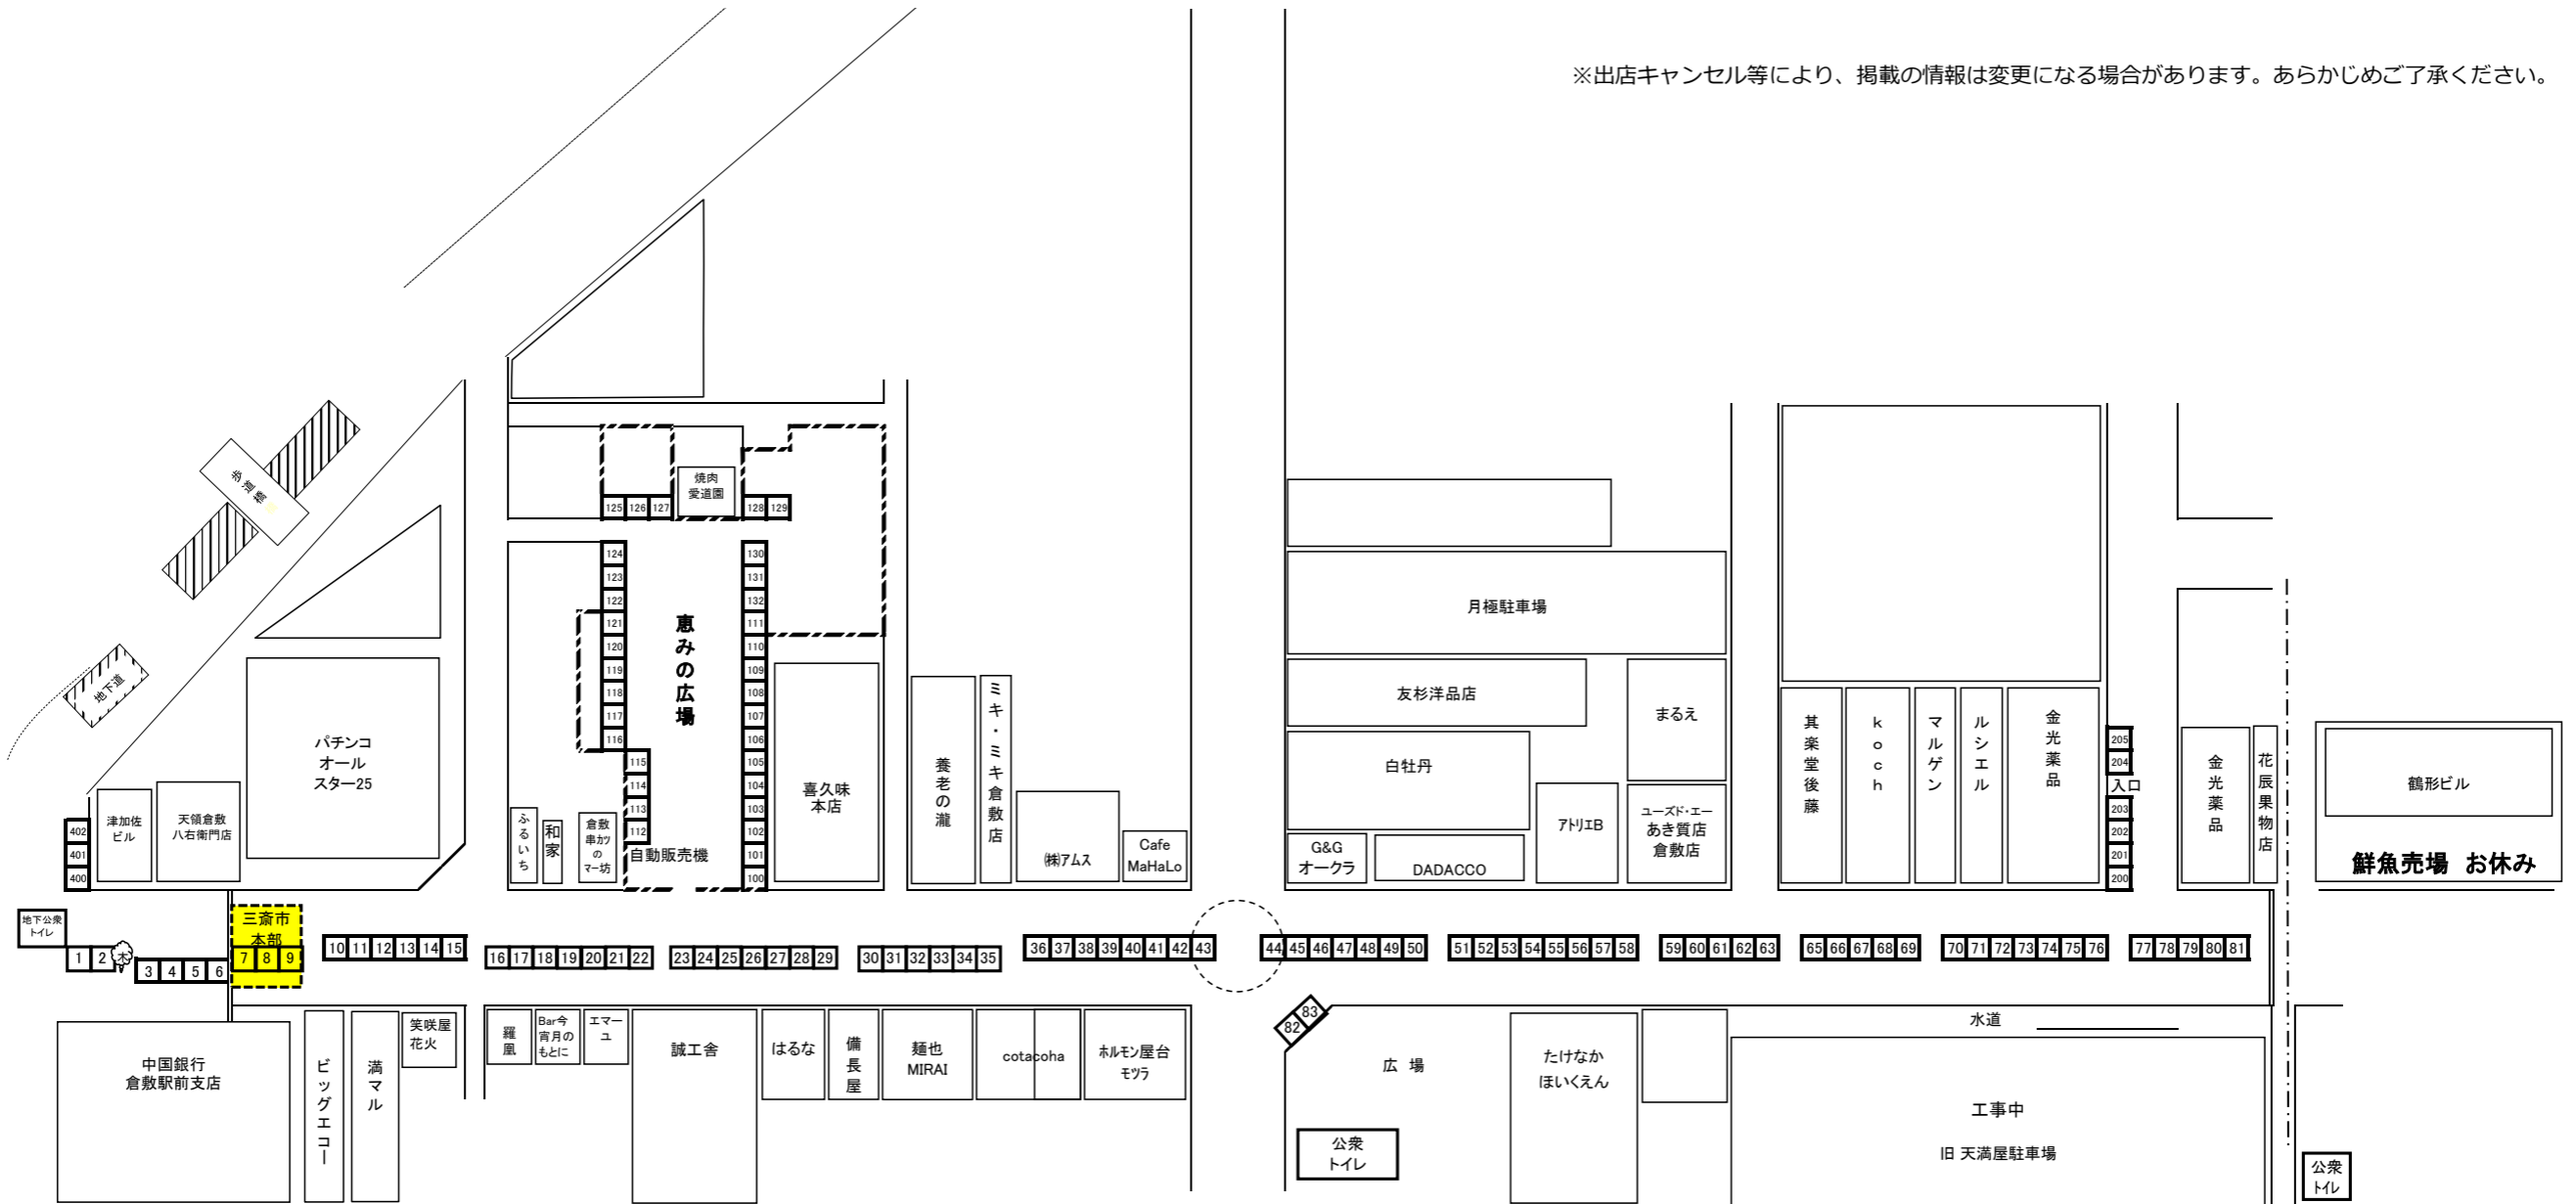 ※出店キャンセル等により、掲載の情報は変更になる場合があります。あらかじめご了承ください。
歩道橋
地下道
焼肉
愛道園
125 126 127
128 129
124
123
122
121
120
119
118
117
116
115
114
113
112
恵みの広場
130
131
132
111
110
109
108
107
106
105
104
103
102
101
100
自動販売機
パチンコ
オール
スター25
津加佐
ビル
天領倉敷
八右衛門店
402
401
400
ふるいち
和家
倉敷
串カツ
の
マー坊
喜久味
本店
養老の瀧
ミキ・ミキ倉敷店
㈱アムス
Cafe
MaHaLo
月極駐車場
友杉洋品店
まるえ
白牡丹
アトリエB
ユーズド・エー
あき質店
倉敷店
G&G
オークラ
DADACCO
其楽堂後藤
koch
マルゲン
ルシエル
金光薬品
205
204
入口
203
202
201
200
金光薬品
花辰果物店
鶴形ビル
鮮魚売場 お休み
地下公衆
トイレ
三斎市
本部
1 2
木
3 4 5 6
7 8 9
10 11 12 13 14 15
16 17 18 19 20 21 22
23 24 25 26 27 28 29
30 31 32 33 34 35
36 37 38 39 40 41 42 43
44 45 46 47 48 49 50
51 52 53 54 55 56 57 58
59 60 61 62 63
65 66 67 68 69
70 71 72 73 74 75 76
77 78 79 80 81
82 83
中国銀行
倉敷駅前支店
ビッグエコー
満マル
笑咲屋
花火
羅凰
Bar今
宵月の
もとに
エマー
ユ
誠工舎
はるな
備長屋
麺也
MIRAI
cotacoha
ホルモン屋台
モツラ
広 場
公衆
トイレ
たけなか
ほいくえん
水道
工事中
旧 天満屋駐車場
公衆
トイレ